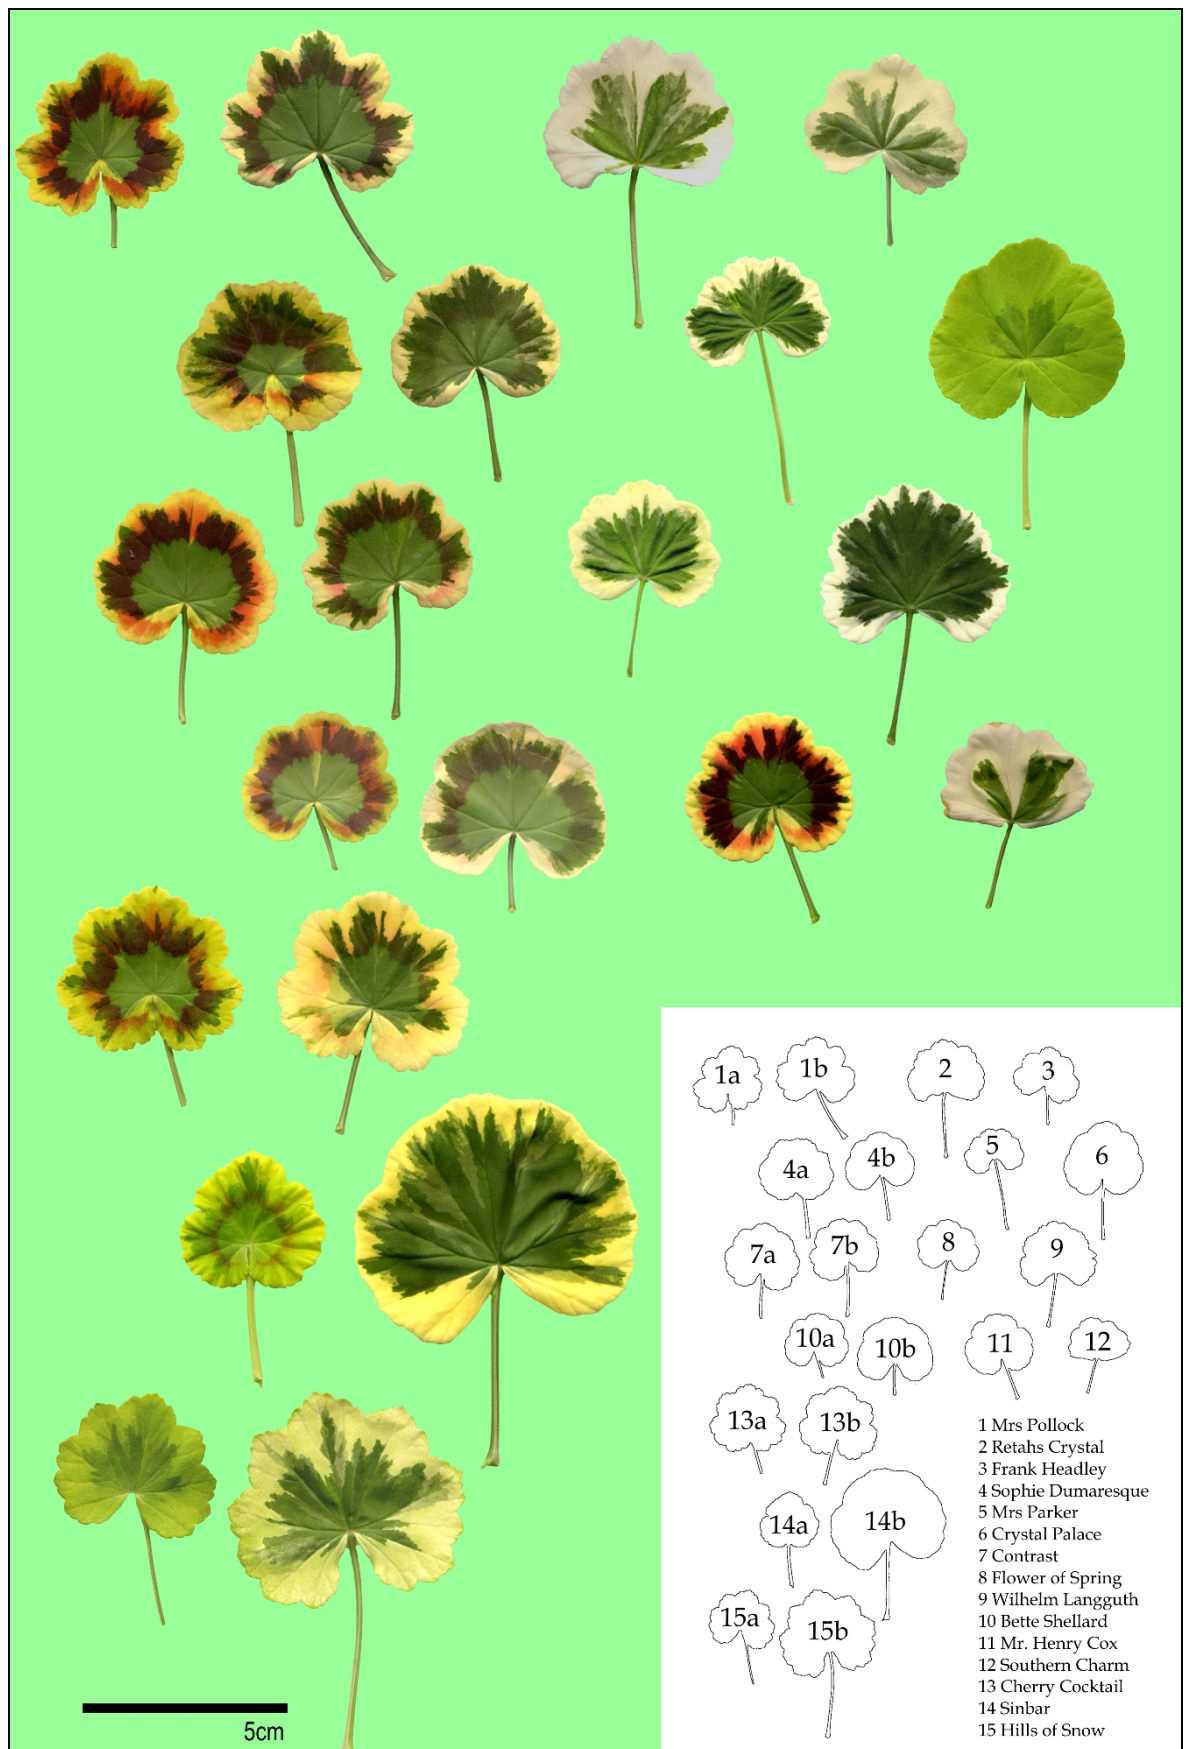 1a
1b
2
3
4a
4b
5
6
7a
7b
8
9
10a
10b
11
12
13a
13b
14a
14b
15a
15b
1 Mrs Pollock
2 Retahs Crystal
3 Frank Headley
4 Sophie Dumaresque
5 Mrs Parker
6 Crystal Palace
7 Contrast
8 Flower of Spring
9 Wilhelm Langguth
10 Bette Shellard
11 Mr. Henry Cox
12 Southern Charm
13 Cherry Cocktail
14 Sinbar
15 Hills of Snow
5cm